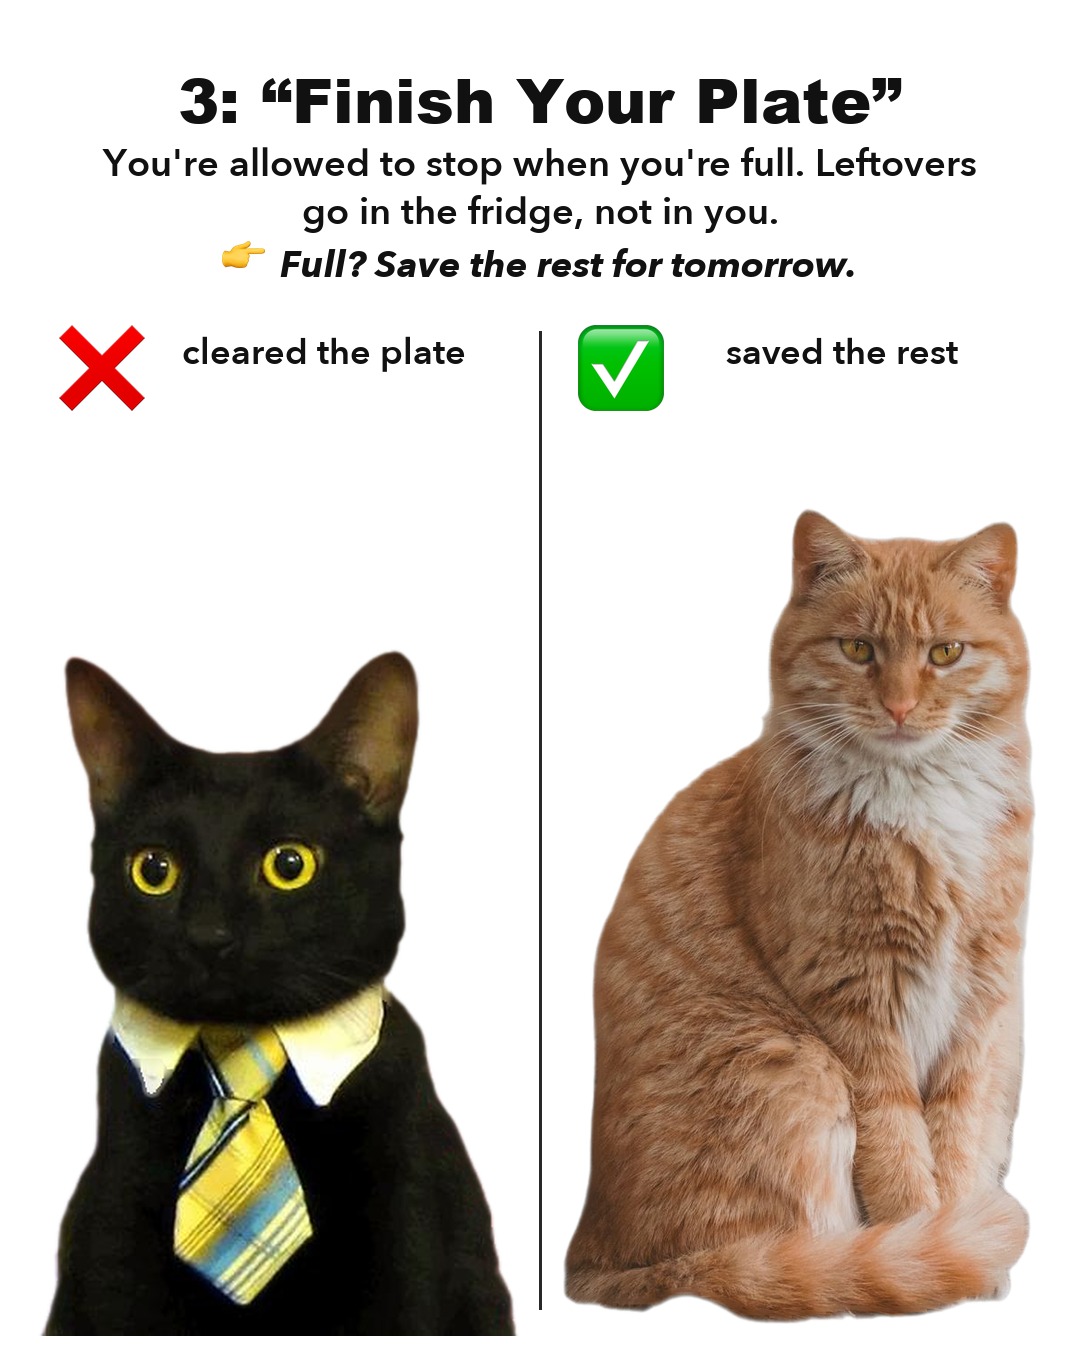 3: “Finish Your Plate”
You're allowed to stop when you're full. Leftovers
go in the fridge, not in you.
👉 Full? Save the rest for tomorrow.
❌ cleared the plate
✅ saved the rest